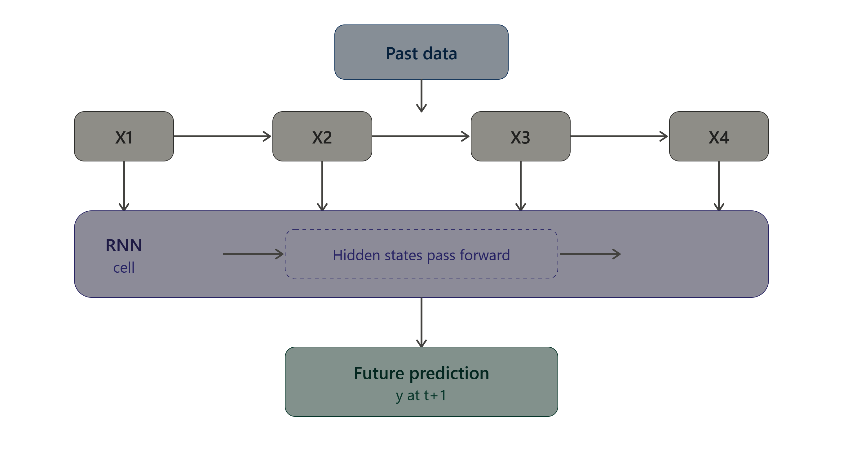 Past data
X1
X2
X3
X4
RNN
cell
Hidden states pass forward
Future prediction
y at t+1